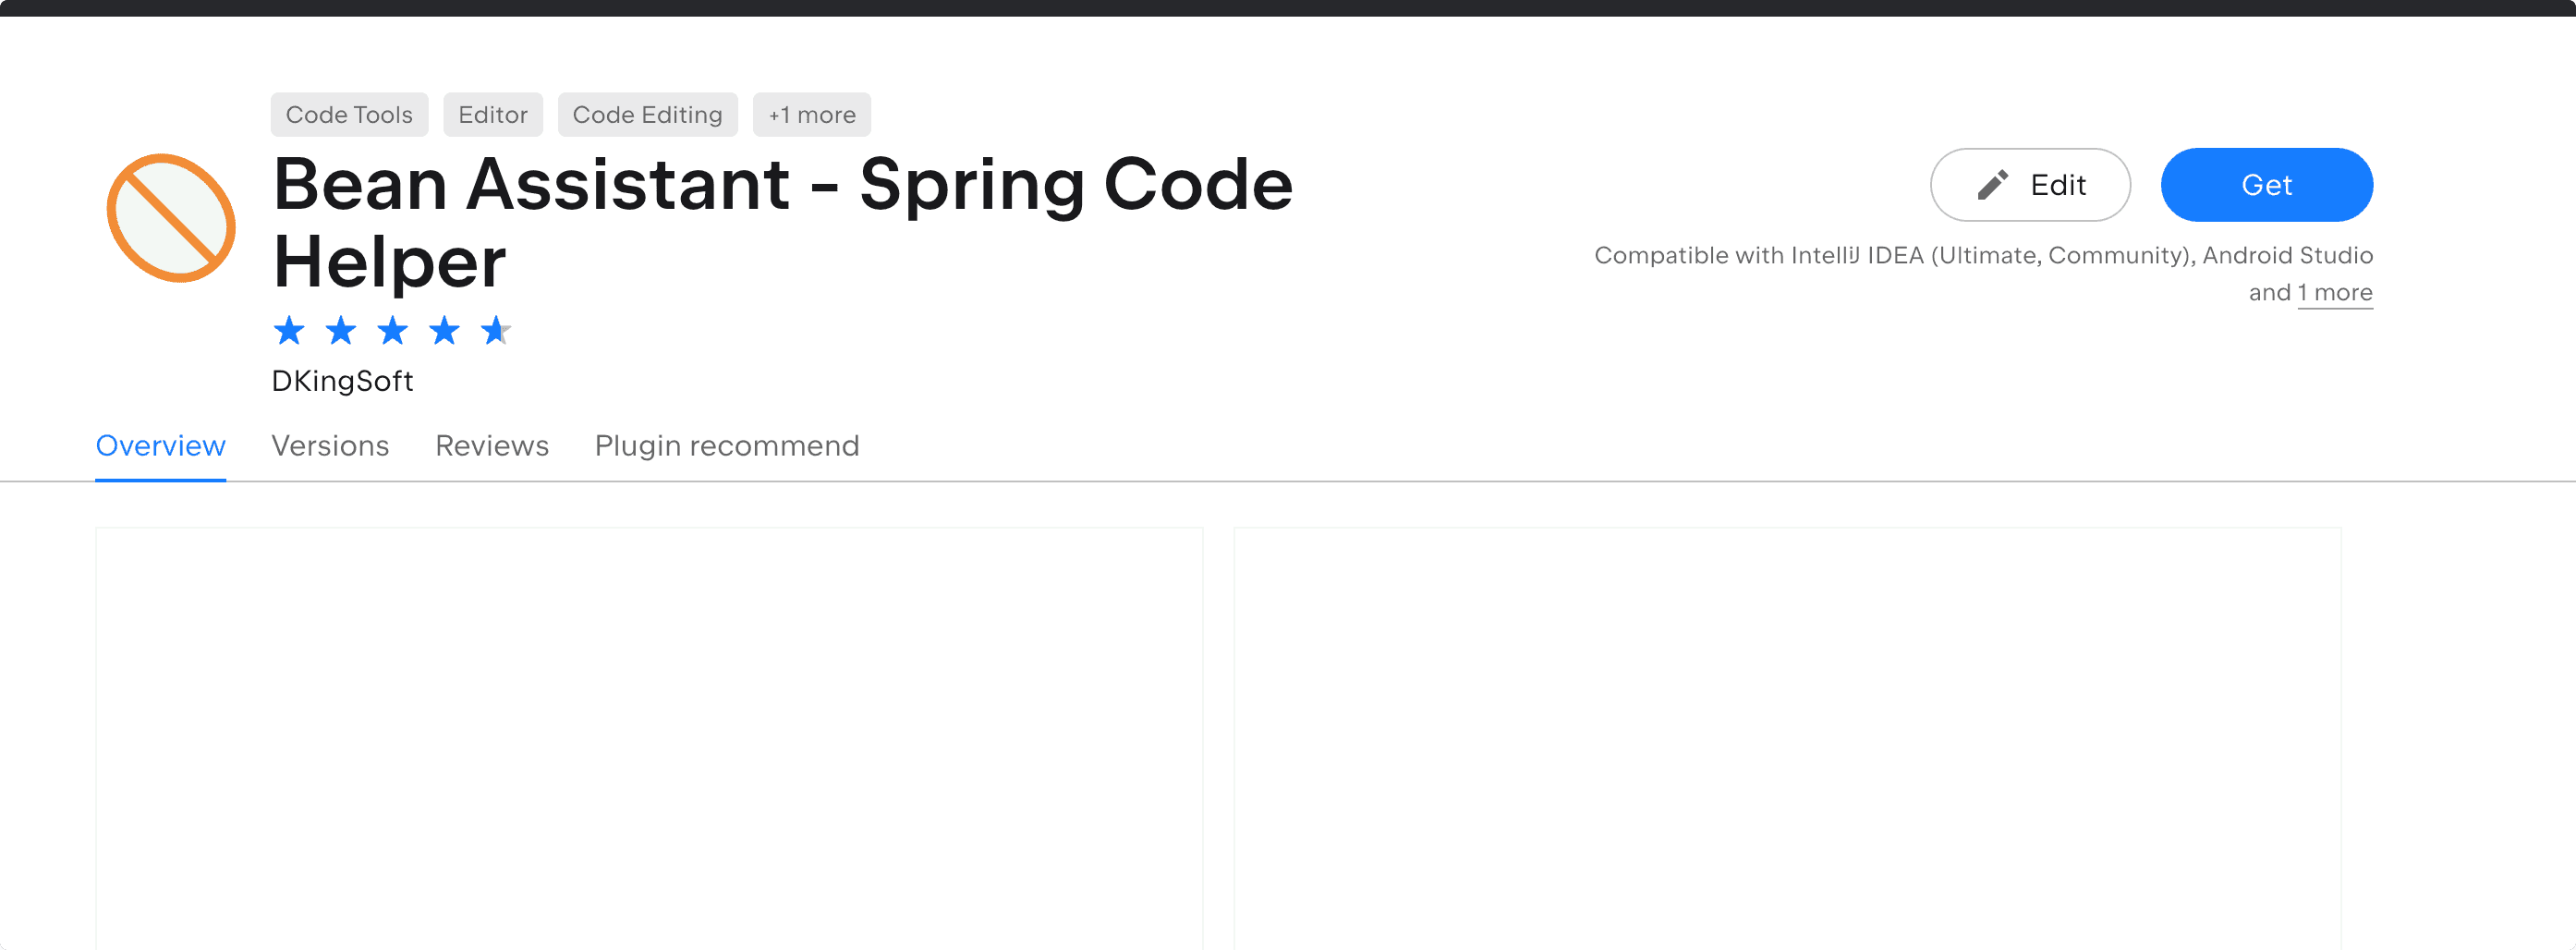 Code Tools Editor Code Editing +1 more
Bean Assistant - Spring Code
Helper
Edit Get
Compatible with IntelliJ IDEA (Ultimate, Community), Android Studio
and 1 more
DKingSoft
Overview Versions Reviews Plugin recommend